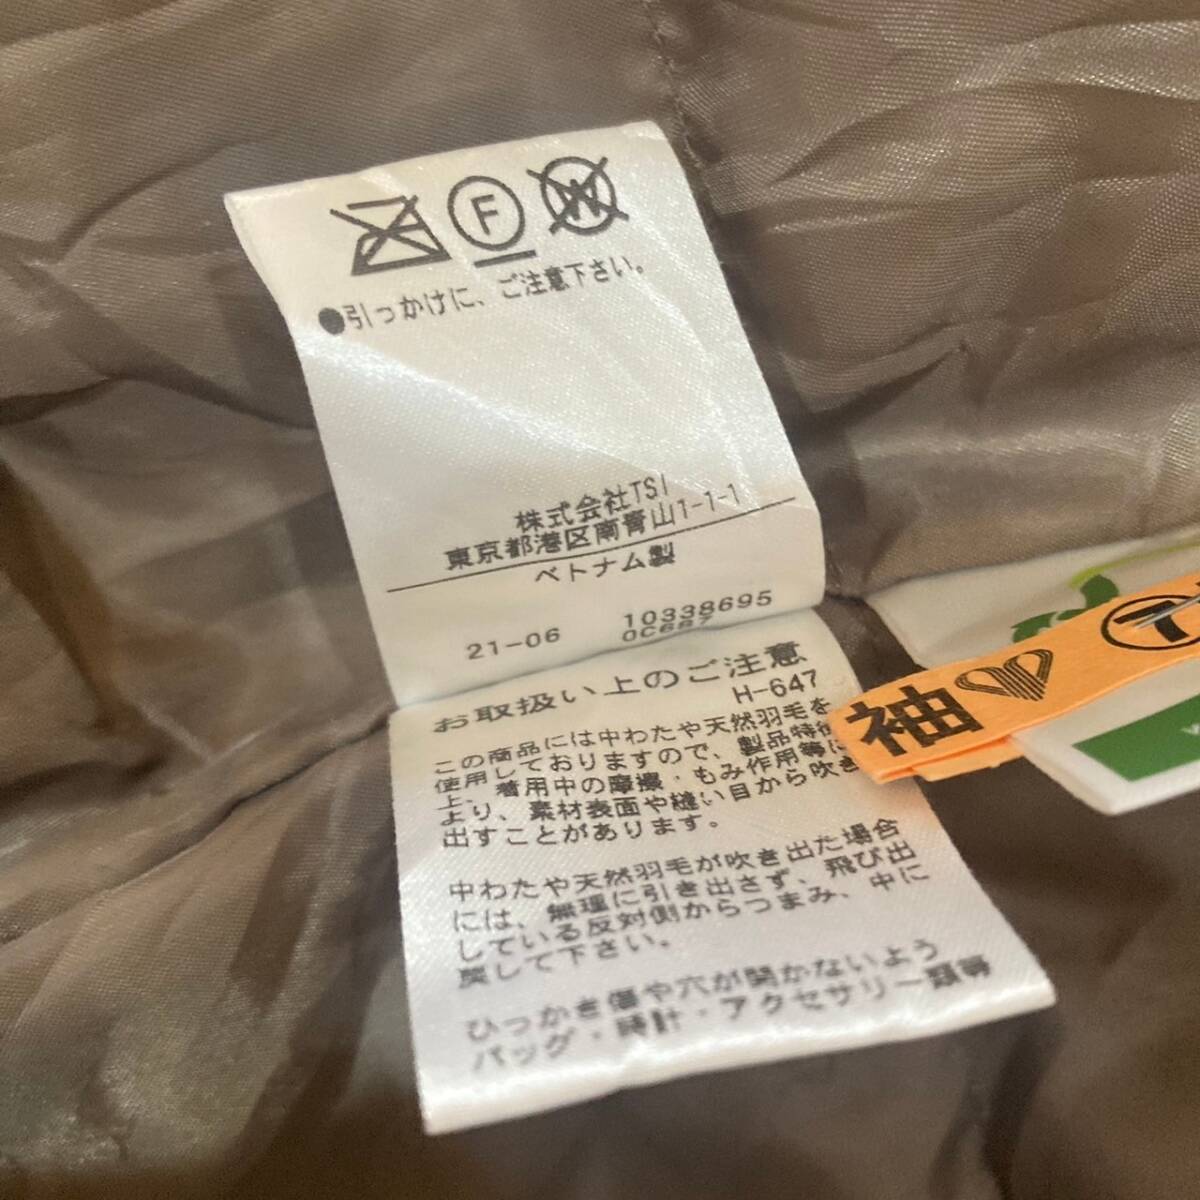 F
W
●引っかけに、ご注意下さい。
株式会社TSI
東京都港区南青山1-1-1
ベトナム製
21-06 10338695
お取扱い上のご注意
H-647
この商品には中わたや天然羽毛を
使用しておりますので、製品特性
上、着用中の摩擦・もみ作用等に
より、素材表面や縫い目から吹き
出すことがあります。
中わたや天然羽毛が吹き出た場合
には、無理に引き出さず、飛び出
している反対側からつまみ、中に
戻して下さい。
ひっかき傷や穴が開かないよう
バッグ・時計・アクセサリー類等
袖